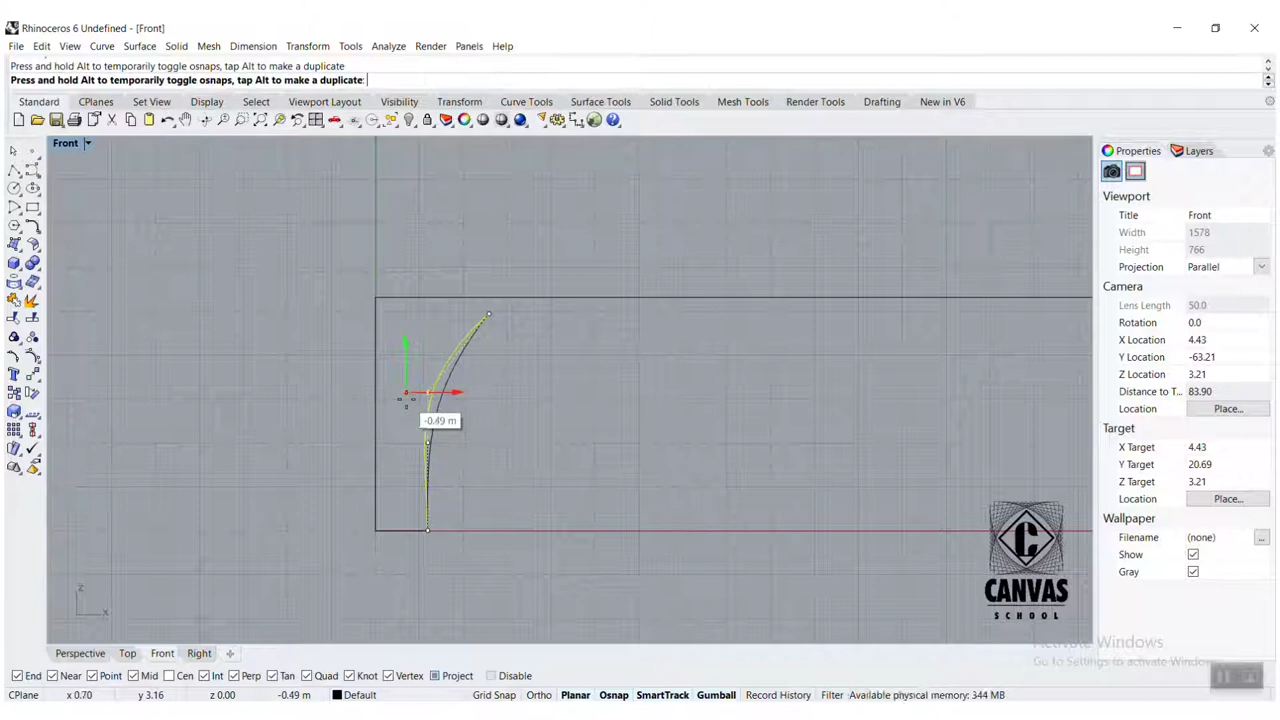 Rhinoceros 6 Undefined - [Front]
File Edit View Curve Surface Solid Mesh Dimension Transform Tools Analyze Render Panels Help
Press and hold Alt to temporarily toggle osnaps, tap Alt to make a duplicate
Press and hold Alt to temporarily toggle osnaps, tap Alt to make a duplicate:
Standard CPlanes Set View Display Select Viewport Layout Visibility Transform Curve Tools Surface Tools Solid Tools Mesh Tools Render Tools Drafting New in V6
Front
Properties Layers
Viewport
Title Front
Width 1578
Height 766
Projection Parallel
Camera
Lens Length 50.0
Rotation 0.0
X Location 4.43
Y Location -63.21
Z Location 3.21
Distance to T... 83.90
Location Place...
Target
X Target 4.43
Y Target 20.69
Z Target 3.21
Location Place...
Wallpaper
Filename (none) ...
Show
Gray
-0.49 m
z
x
C
CANVAS
SCHOOL
Activate Windows
Go to Settings to activate Windows.
Perspective Top Front Right
End Near Point Mid Cen Int Perp Tan Quad Knot Vertex Project Disable
CPlane x 0.70 y 3.16 z 0.00 -0.49 m Default Grid Snap Ortho Planar Osnap SmartTrack Gumball Record History Filter Available physical memory: 344 MB